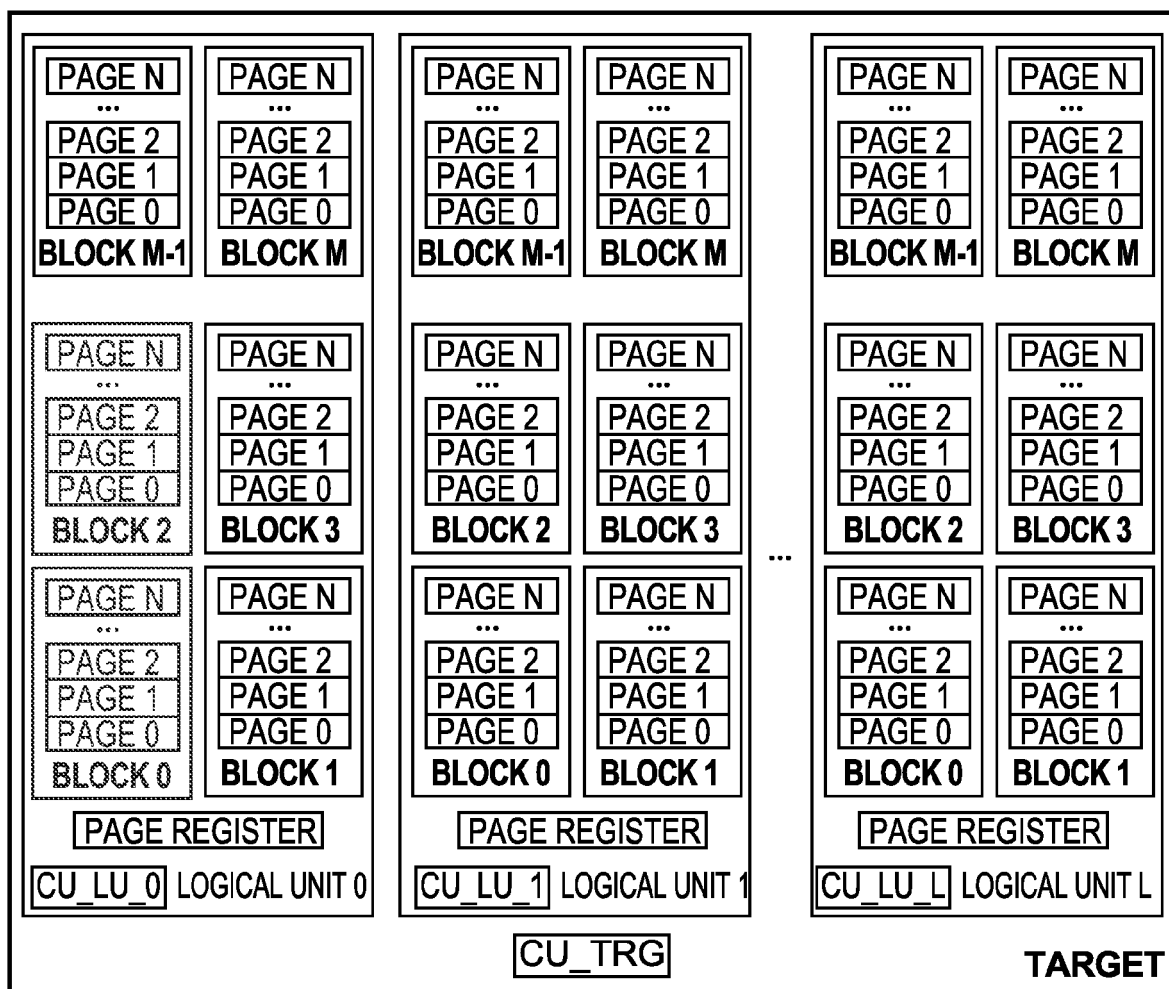 PAGE N PAGE N PAGE N PAGE N PAGE N PAGE N
... ... ... ... ... ...
PAGE 2 PAGE 2 PAGE 2 PAGE 2 PAGE 2 PAGE 2
PAGE 1 PAGE 1 PAGE 1 PAGE 1 PAGE 1 PAGE 1
PAGE 0 PAGE 0 PAGE 0 PAGE 0 PAGE 0 PAGE 0
BLOCK M-1 BLOCK M BLOCK M-1 BLOCK M BLOCK M-1 BLOCK M
PAGE N PAGE N PAGE N PAGE N PAGE N PAGE N
... ... ... ... ... ...
PAGE 2 PAGE 2 PAGE 2 PAGE 2 PAGE 2 PAGE 2
PAGE 1 PAGE 1 PAGE 1 PAGE 1 PAGE 1 PAGE 1
PAGE 0 PAGE 0 PAGE 0 PAGE 0 PAGE 0 PAGE 0
BLOCK 2 BLOCK 3 BLOCK 2 BLOCK 3 BLOCK 2 BLOCK 3
...
PAGE N PAGE N PAGE N PAGE N PAGE N PAGE N
... ... ... ... ... ...
PAGE 2 PAGE 2 PAGE 2 PAGE 2 PAGE 2 PAGE 2
PAGE 1 PAGE 1 PAGE 1 PAGE 1 PAGE 1 PAGE 1
PAGE 0 PAGE 0 PAGE 0 PAGE 0 PAGE 0 PAGE 0
BLOCK 0 BLOCK 1 BLOCK 0 BLOCK 1 BLOCK 0 BLOCK 1
PAGE REGISTER PAGE REGISTER PAGE REGISTER
CU_LU_0 LOGICAL UNIT 0 CU_LU_1 LOGICAL UNIT 1 CU_LU_L LOGICAL UNIT L
CU_TRG TARGET